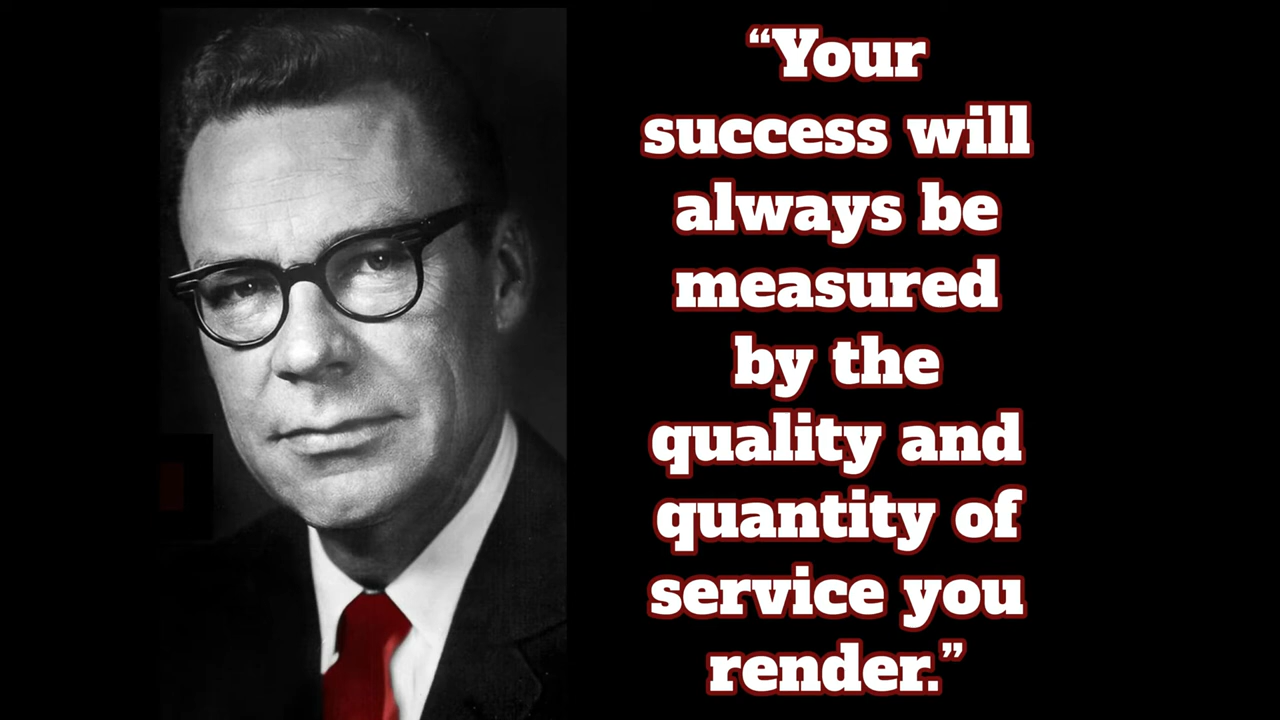 “Your
success will
always be
measured
by the
quality and
quantity of
service you
render.”